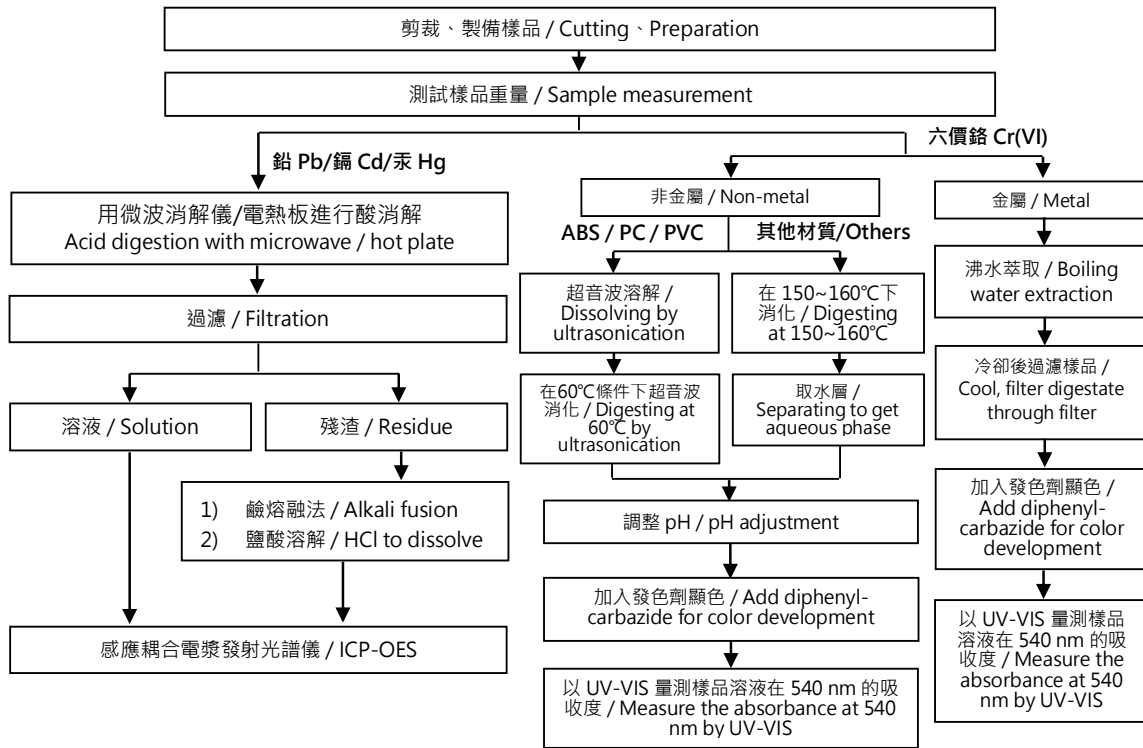 剪裁、製備樣品 / Cutting、Preparation
測試樣品重量 / Sample measurement
鉛 Pb/鎘 Cd/汞 Hg
用微波消解儀/電熱板進行酸消解
Acid digestion with microwave / hot plate
過濾 / Filtration
溶液 / Solution
殘渣 / Residue
1) 鹼熔融法 / Alkali fusion
2) 鹽酸溶解 / HCl to dissolve
感應耦合電漿發射光譜儀 / ICP-OES
六價鉻 Cr(VI)
非金屬 / Non-metal
ABS / PC / PVC
超音波溶解 /
Dissolving by
ultrasonication
在60℃條件下超音波
消化 / Digesting at
60℃ by
ultrasonication
其他材質/Others
在 150~160℃下
消化 / Digesting
at 150~160℃
取水層 /
Separating to get
aqueous phase
調整 pH / pH adjustment
加入發色劑顯色 / Add diphenyl-
carbazide for color development
以 UV-VIS 量測樣品溶液在 540 nm 的吸
收度 / Measure the absorbance at 540
nm by UV-VIS
金屬 / Metal
沸水萃取 / Boiling
water extraction
冷卻後過濾樣品 /
Cool, filter digestate
through filter
加入發色劑顯色 /
Add diphenyl-
carbazide for color
development
以 UV-VIS 量測樣品
溶液在 540 nm 的吸
收度 / Measure the
absorbance at 540
nm by UV-VIS